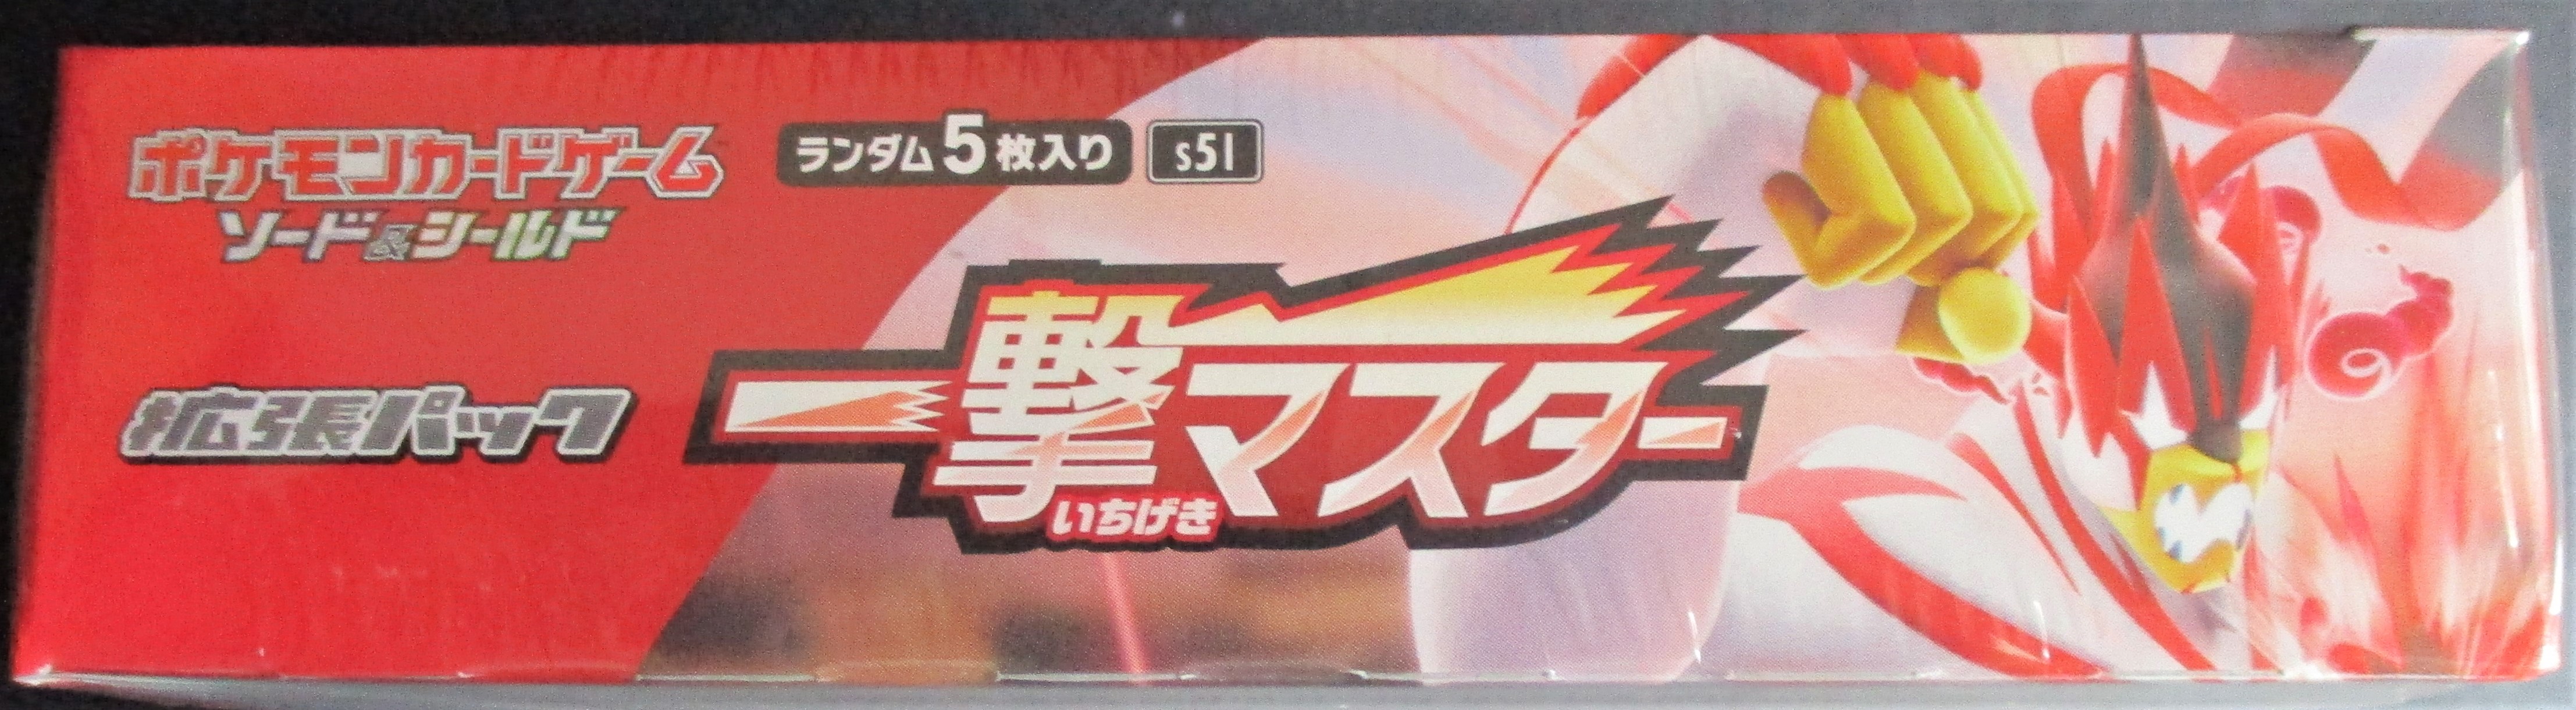 ポケモンカードゲーム
ソード&シールド
ランダム5枚入り
s5I
拡張パック
一撃マスター
いちげき